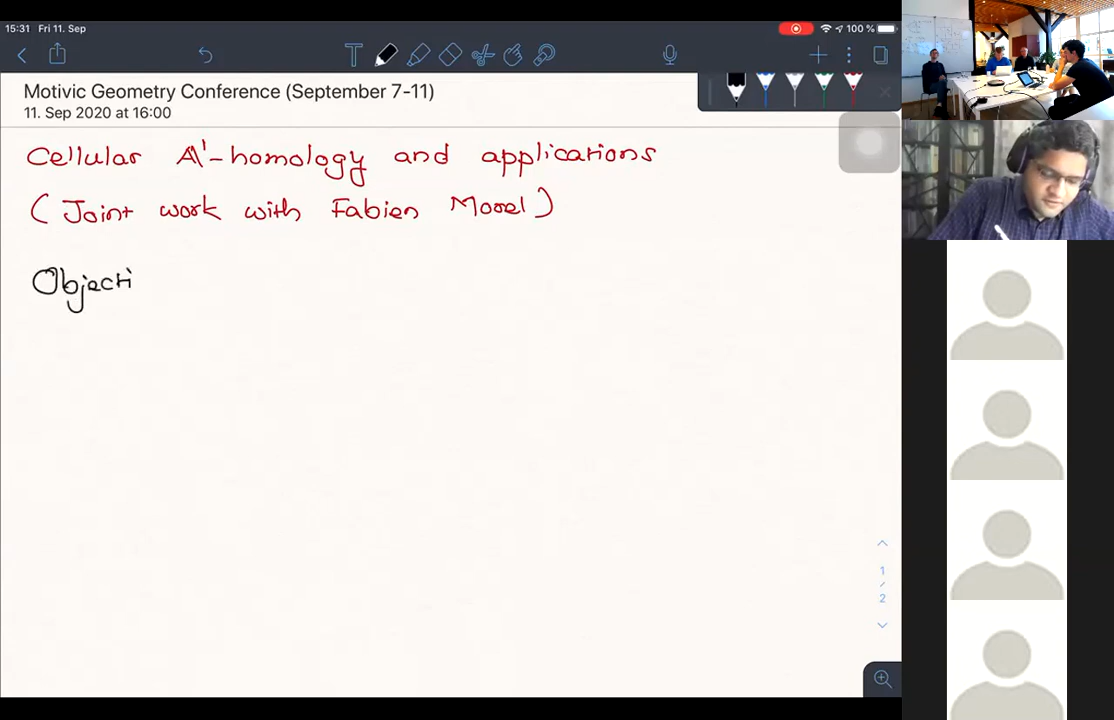 15:31 Fri 11. Sep
100 %
Motivic Geometry Conference (September 7-11)
11. Sep 2020 at 16:00
Cellular A¹-homology and applications
(Joint work with Fabien Morel)
Objecti
1
/
2